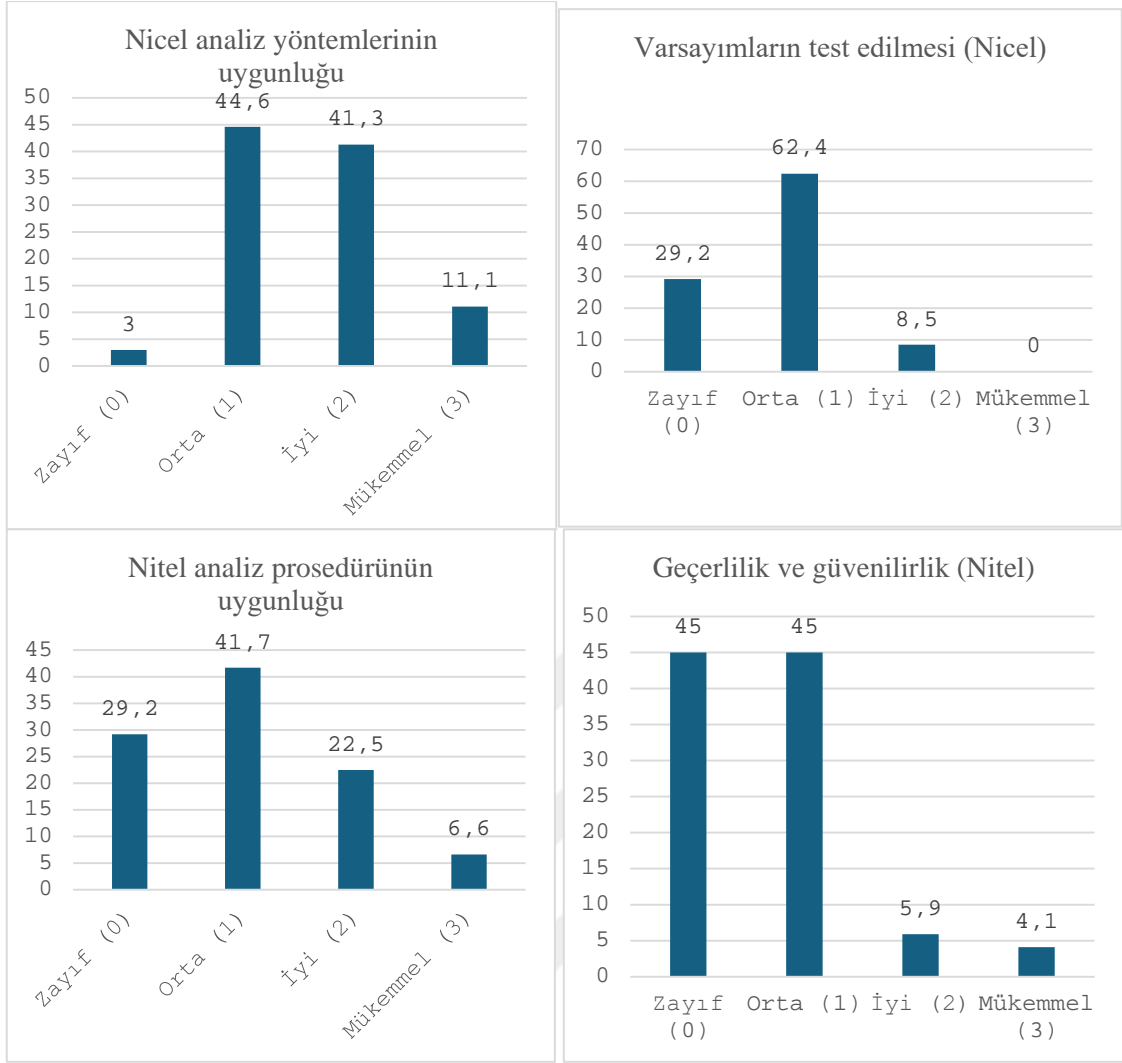 Nicel analiz yöntemlerinin
uygunluğu
50
45
40
35
30
25
20
15
10
5
0
3
44,6
41,3
11,1
Zayıf (0)
Orta (1)
İyi (2)
Mükemmel (3)
Varsayımların test edilmesi (Nicel)
70
60
50
40
30
20
10
0
29,2
62,4
8,5
0
Zayıf
(0)
Orta (1)
İyi (2)
Mükemmel
(3)
Nitel analiz prosedürünün
uygunluğu
45
40
35
30
25
20
15
10
5
0
29,2
41,7
22,5
6,6
Zayıf (0)
Orta (1)
İyi (2)
Mükemmel (3)
Geçerlilik ve güvenilirlik (Nitel)
50
45
40
35
30
25
20
15
10
5
0
45
45
5,9
4,1
Zayıf
(0)
Orta (1)
İyi (2)
Mükemmel
(3)